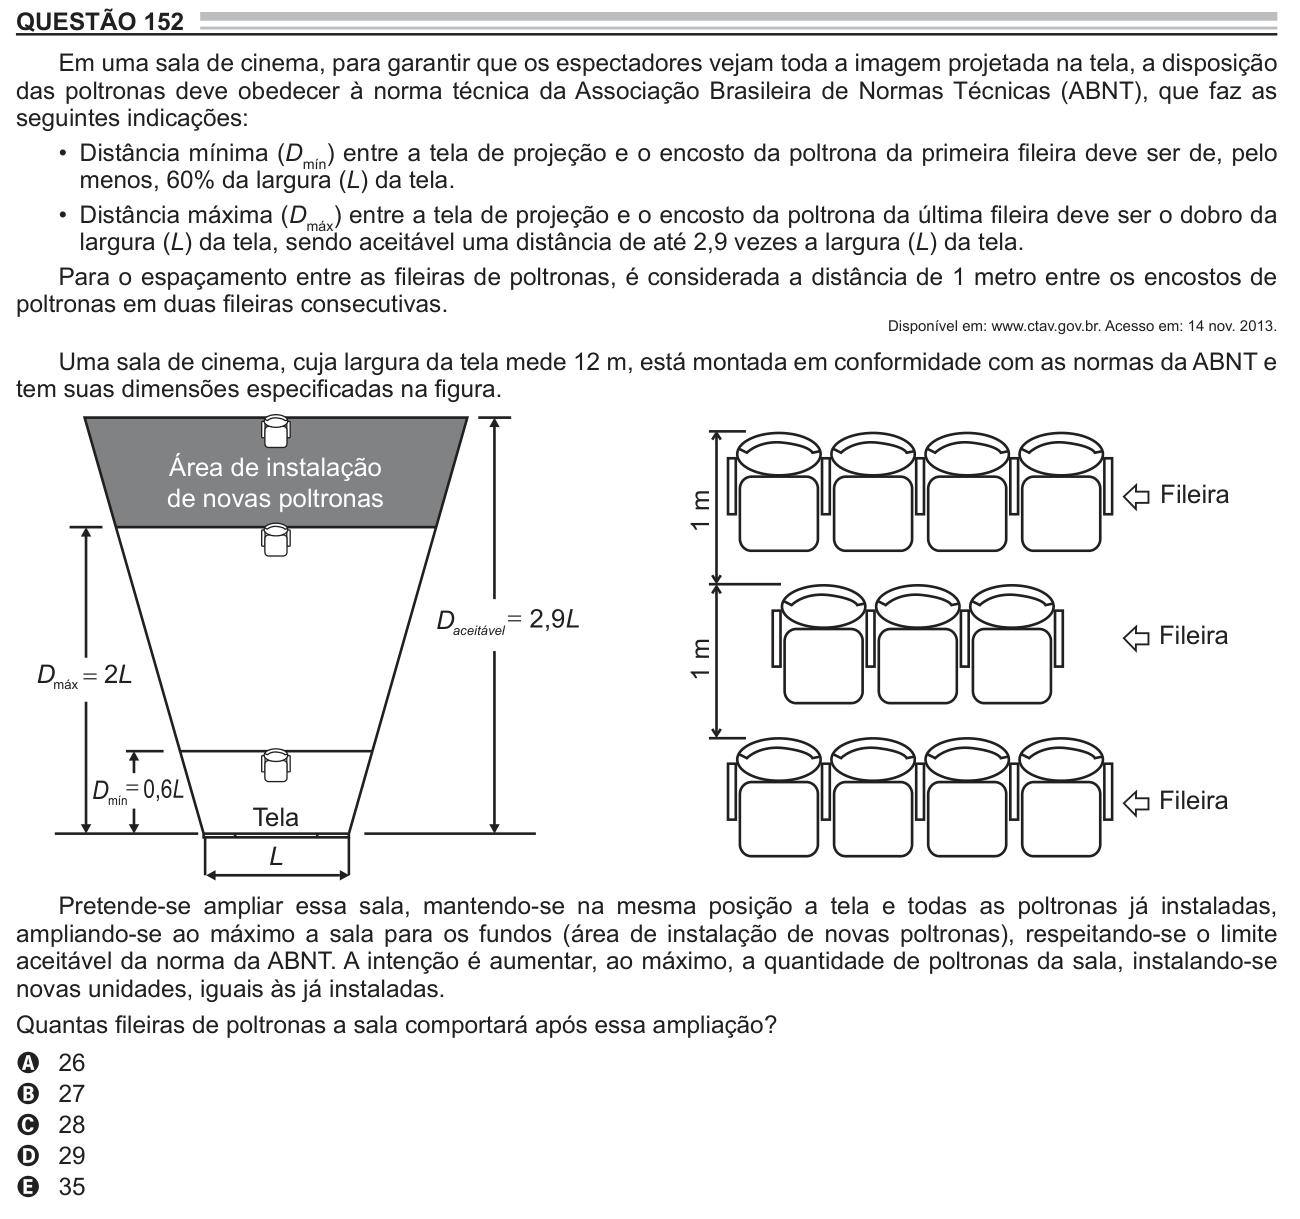 QUESTÃO 152
Em uma sala de cinema, para garantir que os espectadores vejam toda a imagem projetada na tela, a disposição
das poltronas deve obedecer à norma técnica da Associação Brasileira de Normas Técnicas (ABNT), que faz as
seguintes indicações:
• Distância mínima (Dmín) entre a tela de projeção e o encosto da poltrona da primeira fileira deve ser de, pelo
menos, 60% da largura (L) da tela.
• Distância máxima (Dmáx) entre a tela de projeção e o encosto da poltrona da última fileira deve ser o dobro da
largura (L) da tela, sendo aceitável uma distância de até 2,9 vezes a largura (L) da tela.
Para o espaçamento entre as fileiras de poltronas, é considerada a distância de 1 metro entre os encostos de
poltronas em duas fileiras consecutivas.
Disponível em: www.ctav.gov.br. Acesso em: 14 nov. 2013.
Uma sala de cinema, cuja largura da tela mede 12 m, está montada em conformidade com as normas da ABNT e
tem suas dimensões especificadas na figura.
Área de instalação
de novas poltronas
Daceitável = 2,9L
Dmáx = 2L
Dmín = 0,6L
Tela
L
1 m
Fileira
1 m
Fileira
Fileira
Pretende-se ampliar essa sala, mantendo-se na mesma posição a tela e todas as poltronas já instaladas,
ampliando-se ao máximo a sala para os fundos (área de instalação de novas poltronas), respeitando-se o limite
aceitável da norma da ABNT. A intenção é aumentar, ao máximo, a quantidade de poltronas da sala, instalando-se
novas unidades, iguais às já instaladas.
Quantas fileiras de poltronas a sala comportará após essa ampliação?
A 26
B 27
C 28
D 29
E 35